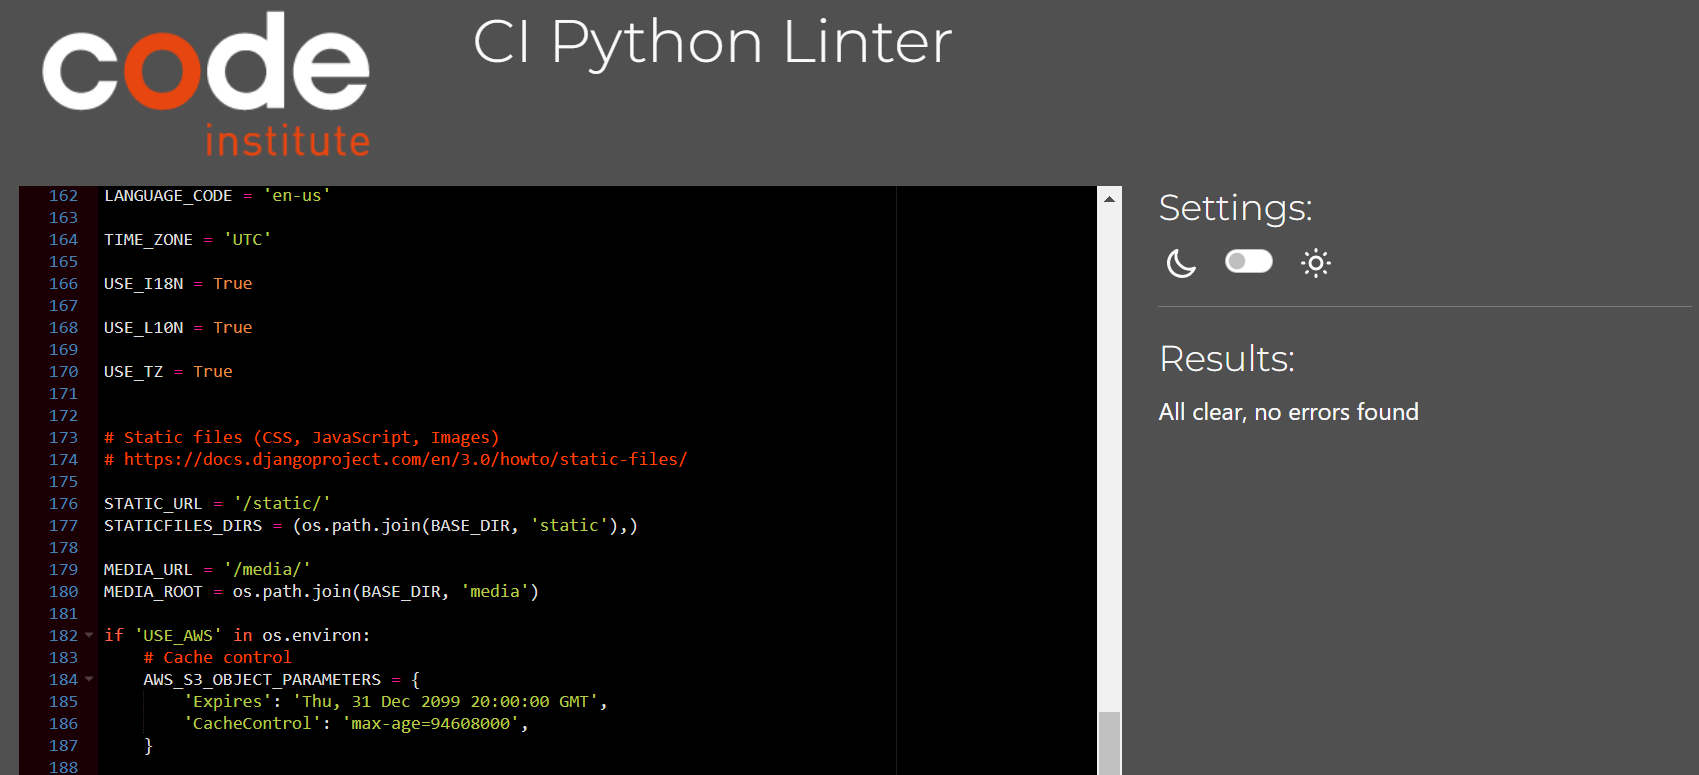 code
institute
CI Python Linter
162 LANGUAGE_CODE = 'en-us'
163
164 TIME_ZONE = 'UTC'
165
166 USE_I18N = True
167
168 USE_L10N = True
169
170 USE_TZ = True
171
172
173 # Static files (CSS, JavaScript, Images)
174 # https://docs.djangoproject.com/en/3.0/howto/static-files/
175
176 STATIC_URL = '/static/'
177 STATICFILES_DIRS = (os.path.join(BASE_DIR, 'static'),)
178
179 MEDIA_URL = '/media/'
180 MEDIA_ROOT = os.path.join(BASE_DIR, 'media')
181
182 if 'USE_AWS' in os.environ:
183     # Cache control
184     AWS_S3_OBJECT_PARAMETERS = {
185         'Expires': 'Thu, 31 Dec 2099 20:00:00 GMT',
186         'CacheControl': 'max-age=94608000',
187     }
188
Settings:
Results:
All clear, no errors found